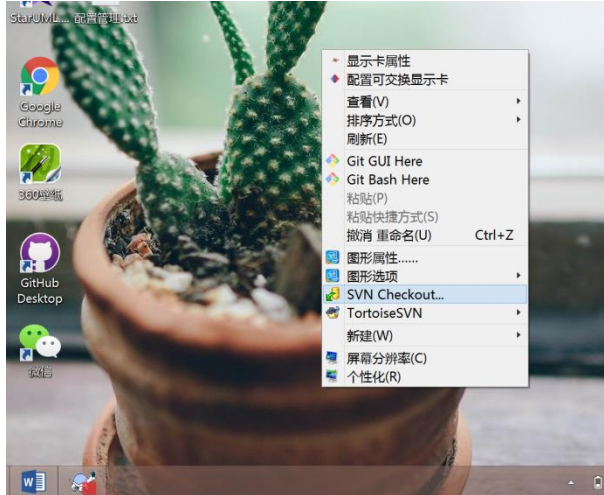 StarUML... 配置管理.txt
Google
Chrome
360壁纸
GitHub
Desktop
微信
显示卡属性
配置可交换显示卡
查看(V)
排序方式(O)
刷新(E)
Git GUI Here
Git Bash Here
粘贴(P)
粘贴快捷方式(S)
撤消 重命名(U) Ctrl+Z
图形属性......
图形选项
SVN Checkout...
TortoiseSVN
新建(W)
屏幕分辨率(C)
个性化(R)